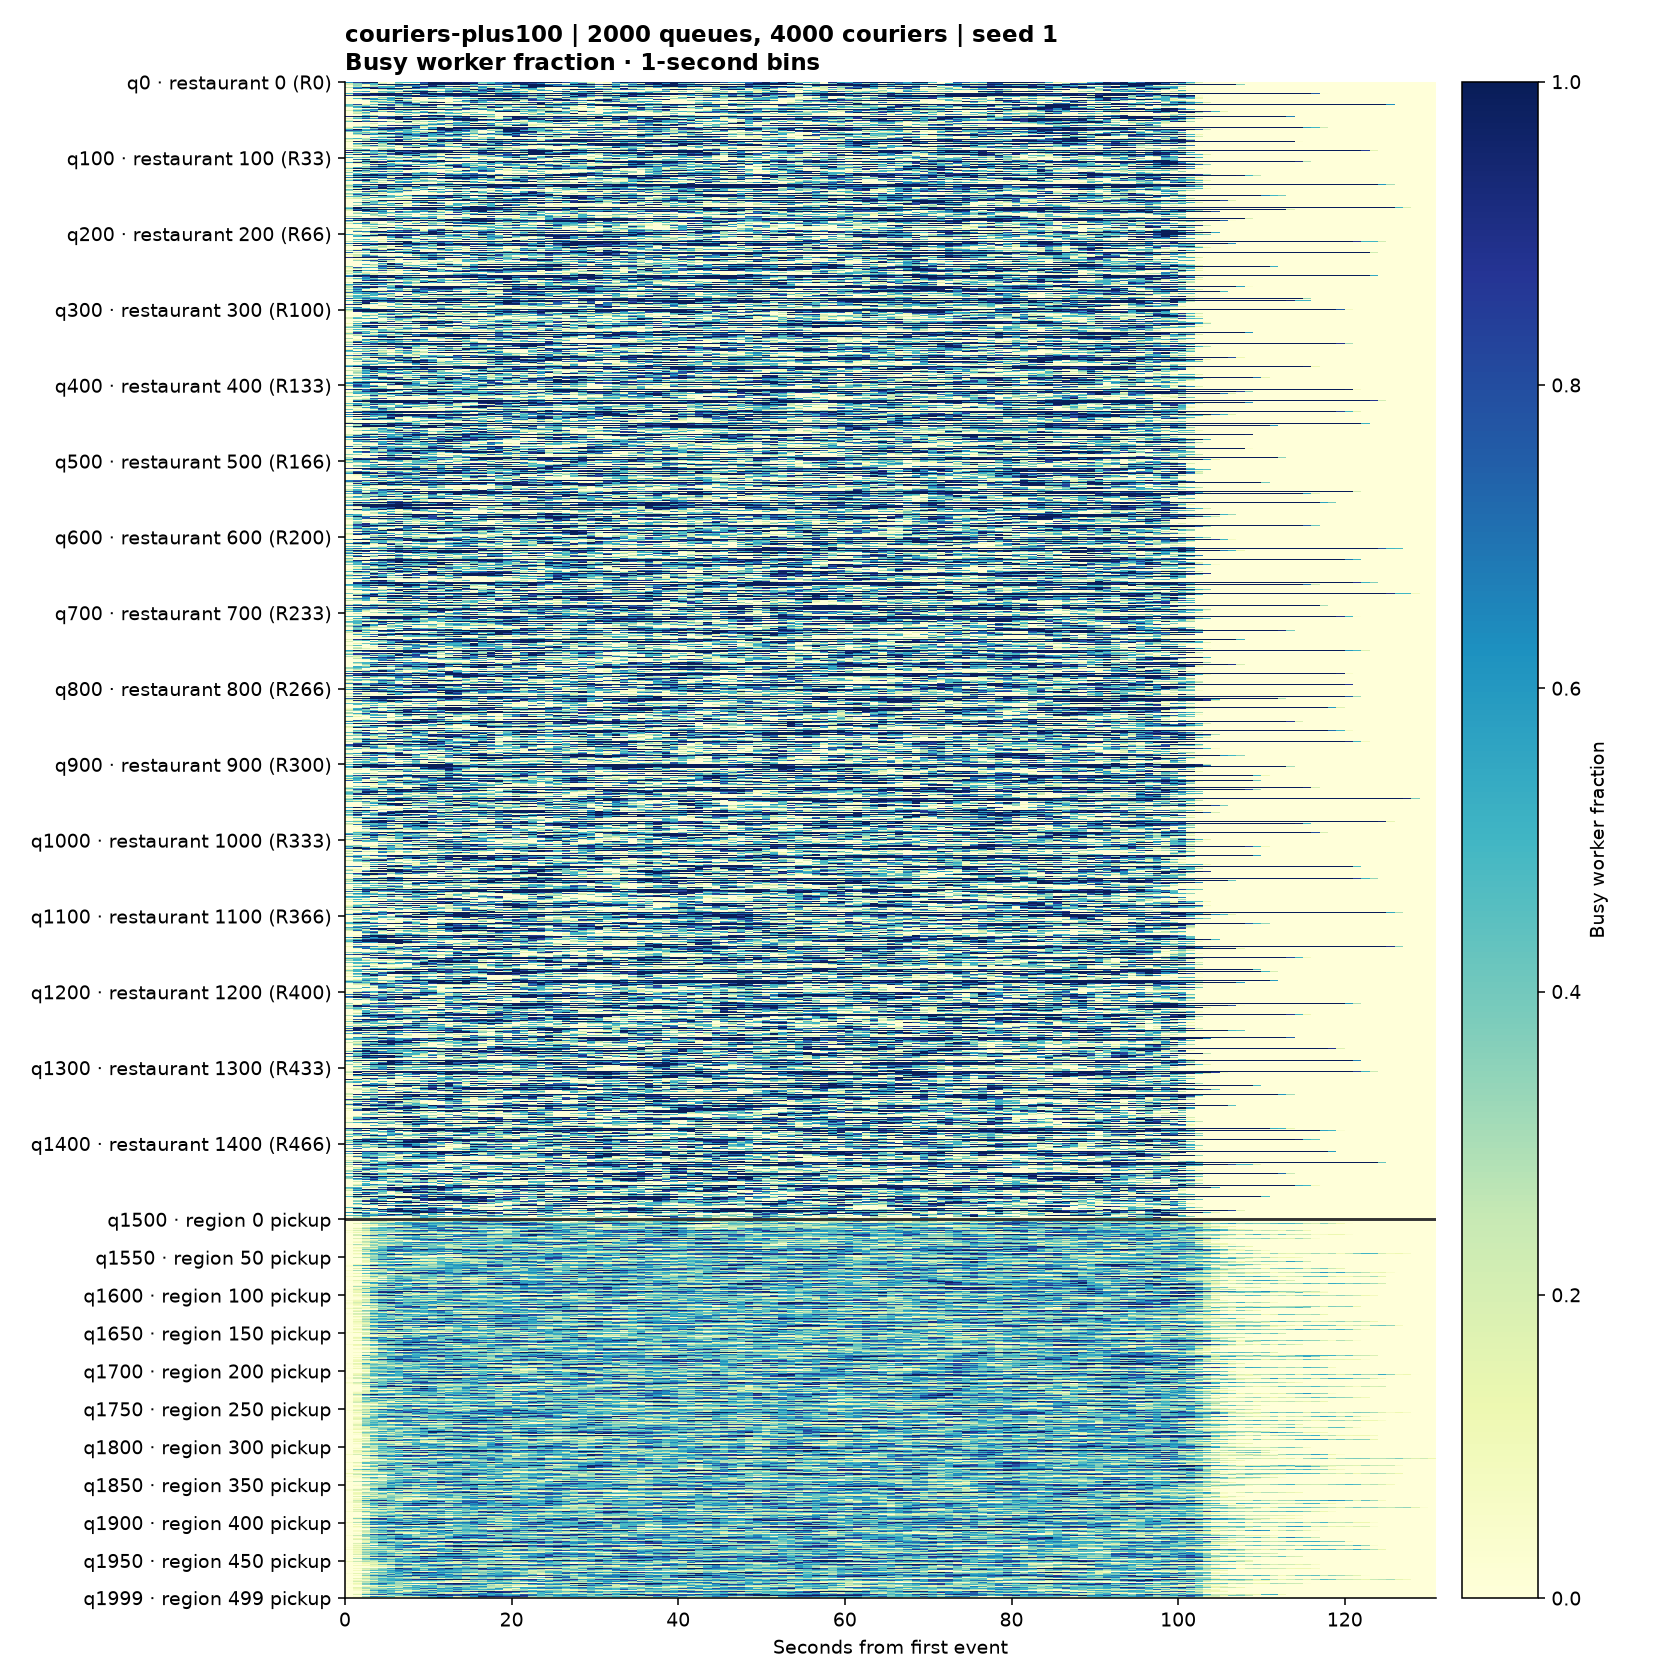 couriers-plus100 | 2000 queues, 4000 couriers | seed 1
Busy worker fraction · 1-second bins
q0 · restaurant 0 (R0)
q100 · restaurant 100 (R33)
q200 · restaurant 200 (R66)
q300 · restaurant 300 (R100)
q400 · restaurant 400 (R133)
q500 · restaurant 500 (R166)
q600 · restaurant 600 (R200)
q700 · restaurant 700 (R233)
q800 · restaurant 800 (R266)
q900 · restaurant 900 (R300)
q1000 · restaurant 1000 (R333)
q1100 · restaurant 1100 (R366)
q1200 · restaurant 1200 (R400)
q1300 · restaurant 1300 (R433)
q1400 · restaurant 1400 (R466)
q1500 · region 0 pickup
q1550 · region 50 pickup
q1600 · region 100 pickup
q1650 · region 150 pickup
q1700 · region 200 pickup
q1750 · region 250 pickup
q1800 · region 300 pickup
q1850 · region 350 pickup
q1900 · region 400 pickup
q1950 · region 450 pickup
q1999 · region 499 pickup
0 20 40 60 80 100 120
Seconds from first event
1.0
0.8
0.6
0.4
0.2
0.0
Busy worker fraction